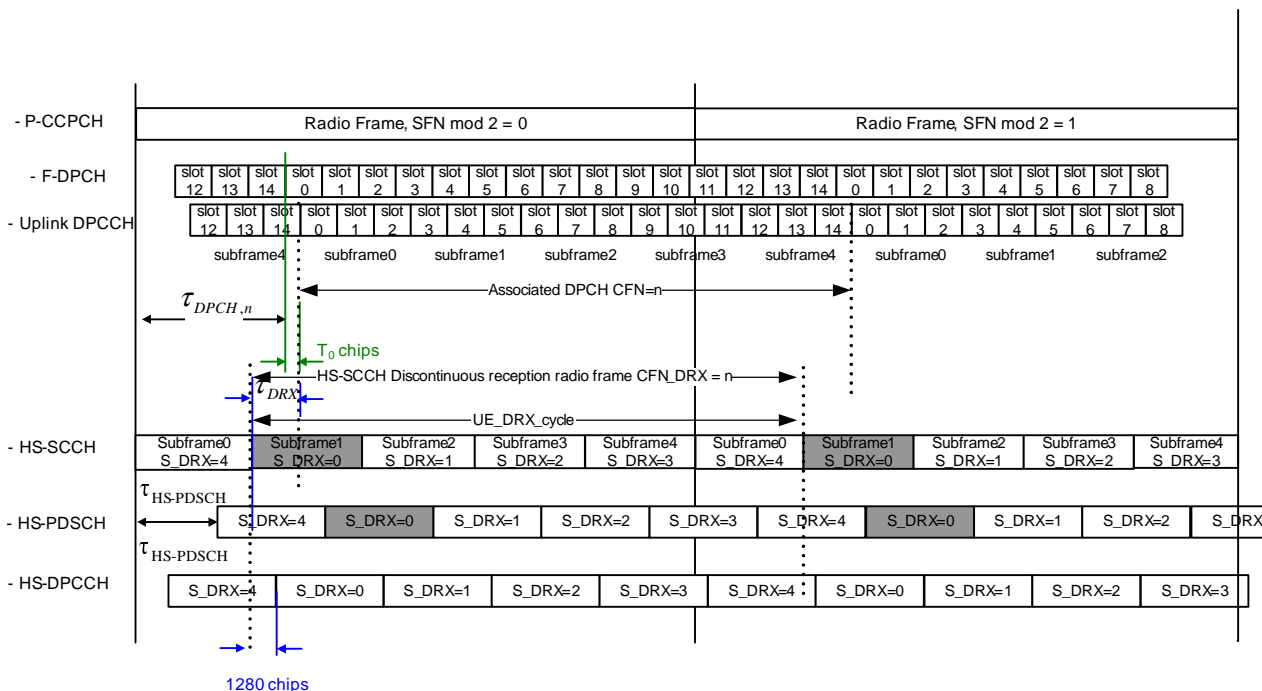 - P-CCPCH
Radio Frame, SFN mod 2 = 0
Radio Frame, SFN mod 2 = 1
- F-DPCH
slot 12 slot 13 slot 14 slot 0 slot 1 slot 2 slot 3 slot 4 slot 5 slot 6 slot 7 slot 8 slot 9 slot 10 slot 11 slot 12 slot 13 slot 14 slot 0 slot 1 slot 2 slot 3 slot 4 slot 5 slot 6 slot 7 slot 8
- Uplink DPCCH
slot 12 slot 13 slot 14 slot 0 slot 1 slot 2 slot 3 slot 4 slot 5 slot 6 slot 7 slot 8 slot 9 slot 10 slot 11 slot 12 slot 13 slot 14 slot 0 slot 1 slot 2 slot 3 slot 4 slot 5 slot 6 slot 7 slot 8
subframe4 subframe0 subframe1 subframe2 subframe3 subframe4 subframe0 subframe1 subframe2
Associated DPCH CFN=n
τ DPCH,n
T0 chips
HS-SCCH Discontinuous reception radio frame CFN_DRX = n
τ DRX
UE_DRX_cycle
- HS-SCCH
Subframe0 Subframe1 Subframe2 Subframe3 Subframe4 Subframe0 Subframe1 Subframe2 Subframe3 Subframe4
S_DRX=4 S_DRX=0 S_DRX=1 S_DRX=2 S_DRX=3 S_DRX=4 S_DRX=0 S_DRX=1 S_DRX=2 S_DRX=3
τ HS-PDSCH
- HS-PDSCH
S_DRX=4 S_DRX=0 S_DRX=1 S_DRX=2 S_DRX=3 S_DRX=4 S_DRX=0 S_DRX=1 S_DRX=2 S_DRX
τ HS-PDSCH
- HS-DPCCH
S_DRX=4 S_DRX=0 S_DRX=1 S_DRX=2 S_DRX=3 S_DRX=4 S_DRX=0 S_DRX=1 S_DRX=2 S_DRX=3
1280 chips